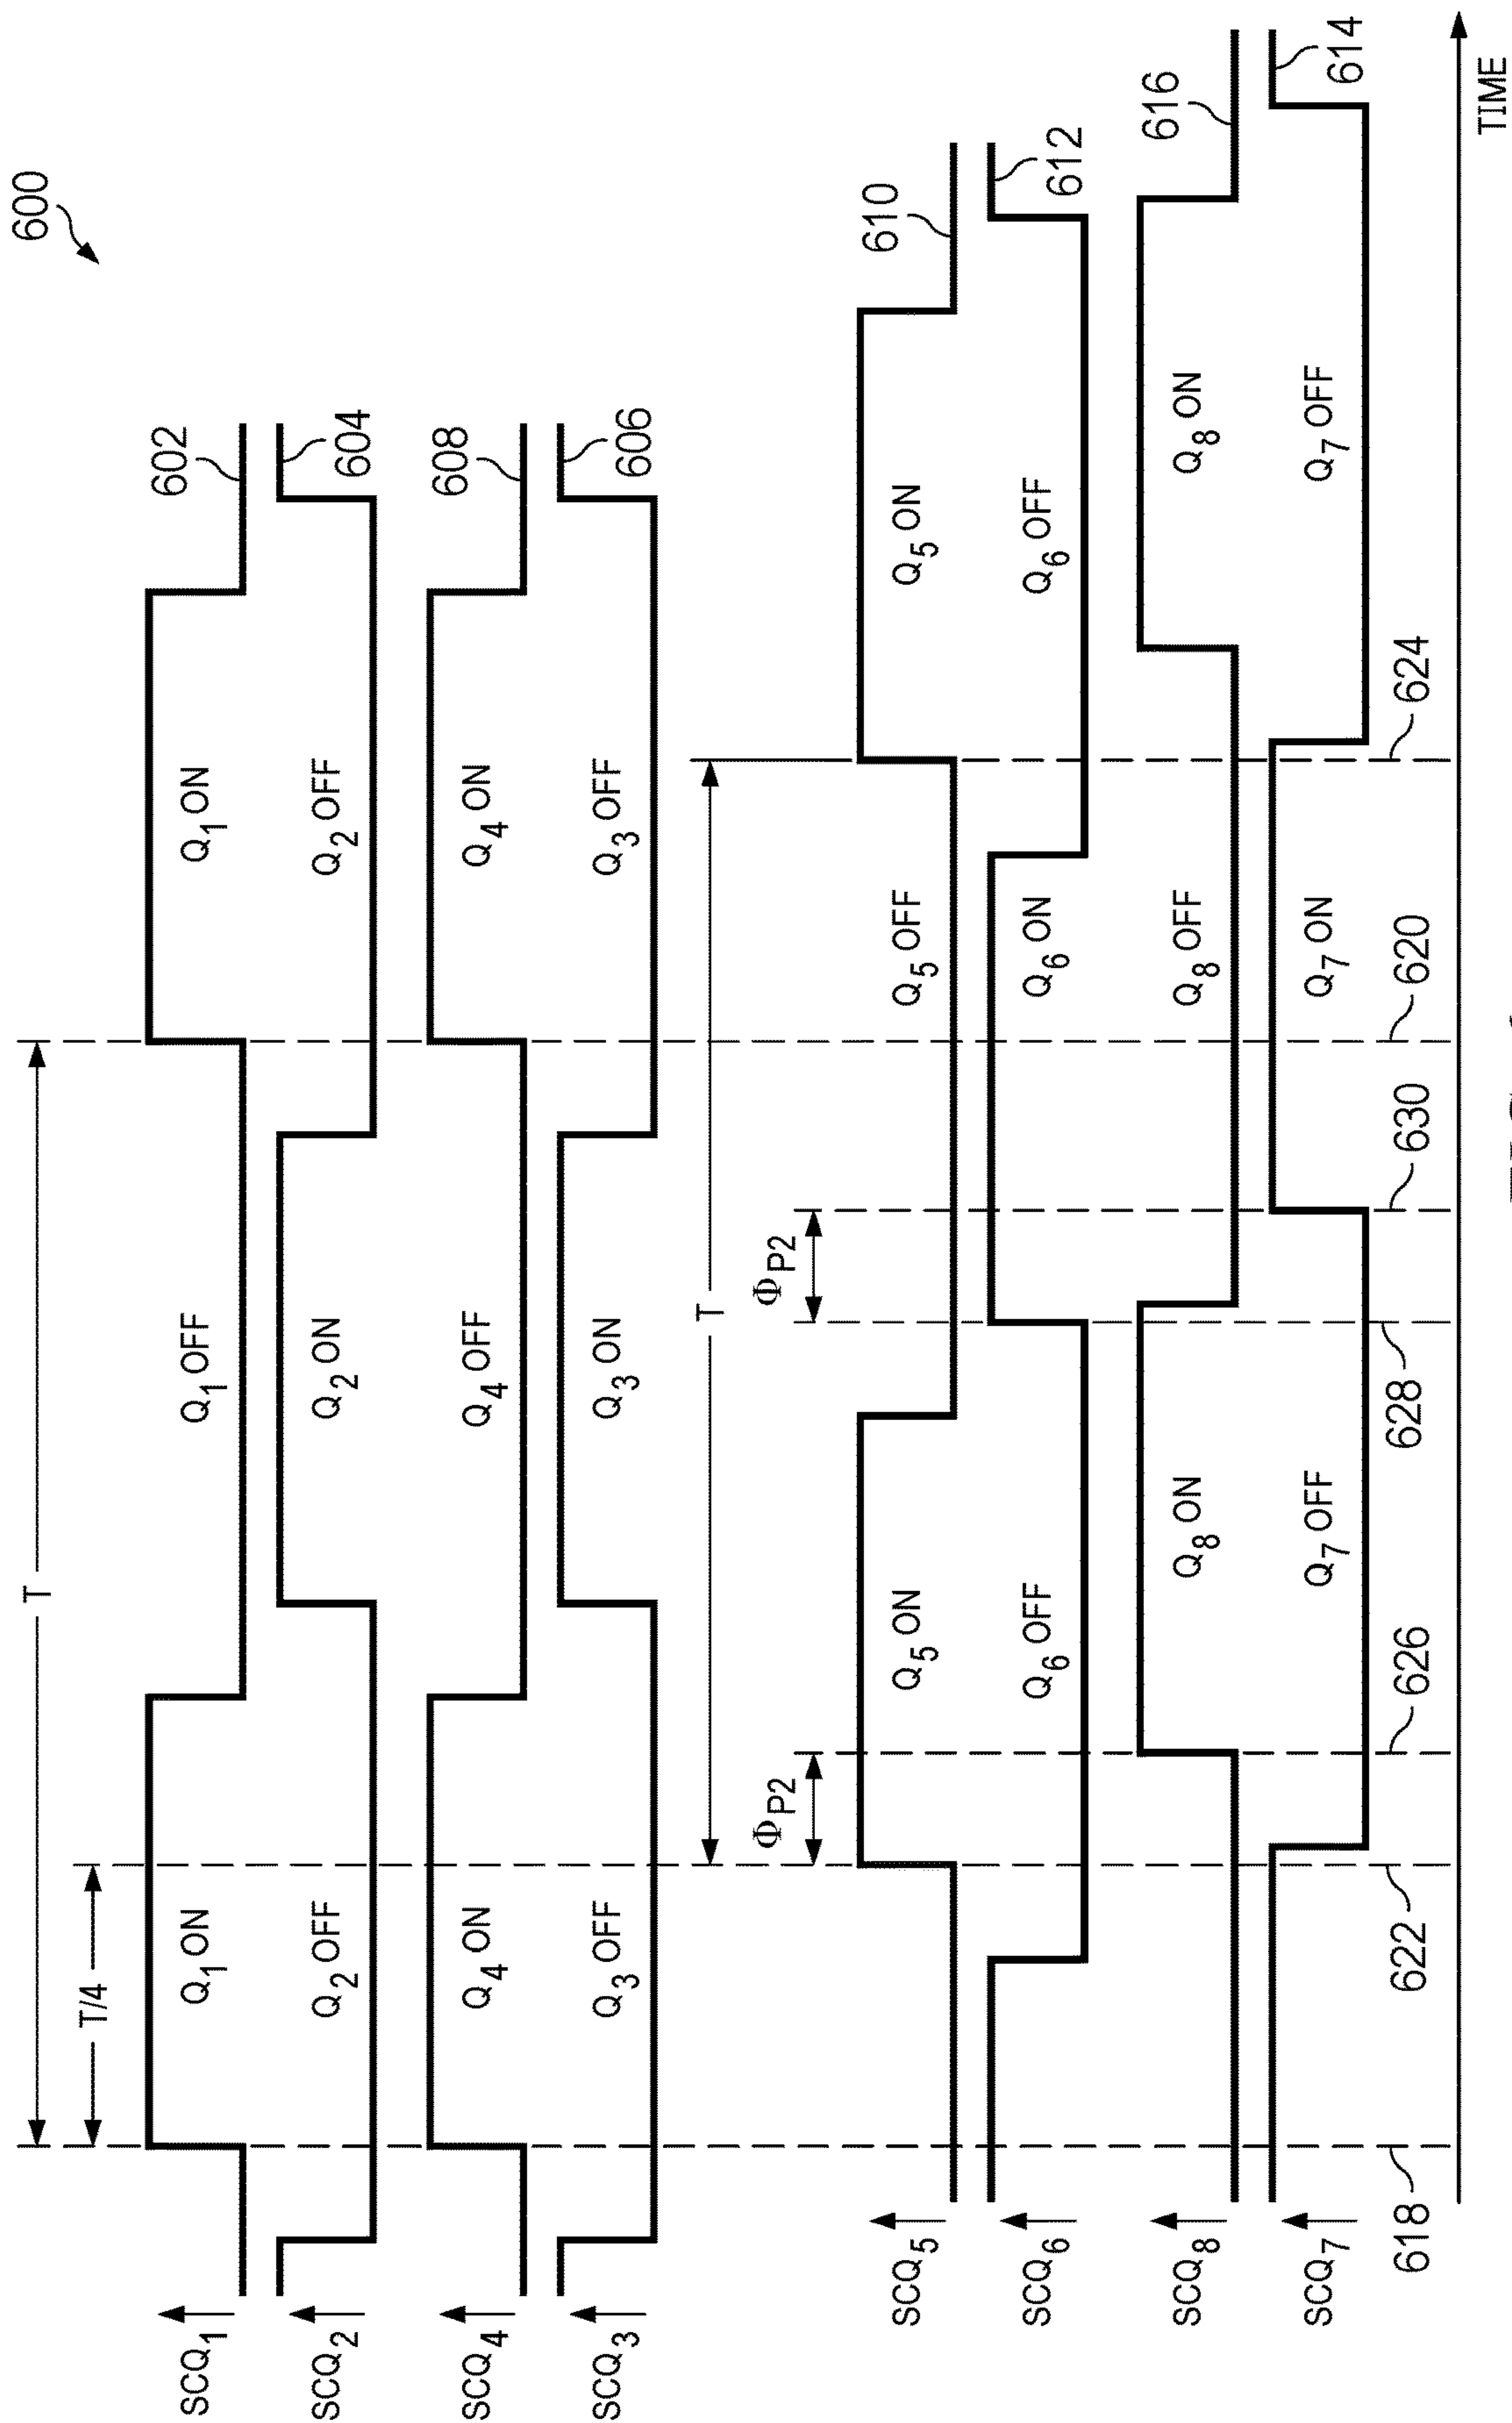 600
T
T/4
SCQ1
Q1 ON
Q1 OFF
Q1 ON
602
SCQ2
Q2 OFF
Q2 ON
Q2 OFF
604
SCQ4
Q4 ON
Q4 OFF
Q4 ON
608
SCQ3
Q3 OFF
Q3 ON
Q3 OFF
606
T
ΦP2
ΦP2
SCQ5
Q5 ON
Q5 OFF
Q5 ON
610
SCQ6
Q6 OFF
Q6 ON
Q6 OFF
612
SCQ8
Q8 ON
Q8 OFF
Q8 ON
616
SCQ7
Q7 OFF
Q7 ON
Q7 OFF
614
618
622
626
628
630
620
624
TIME